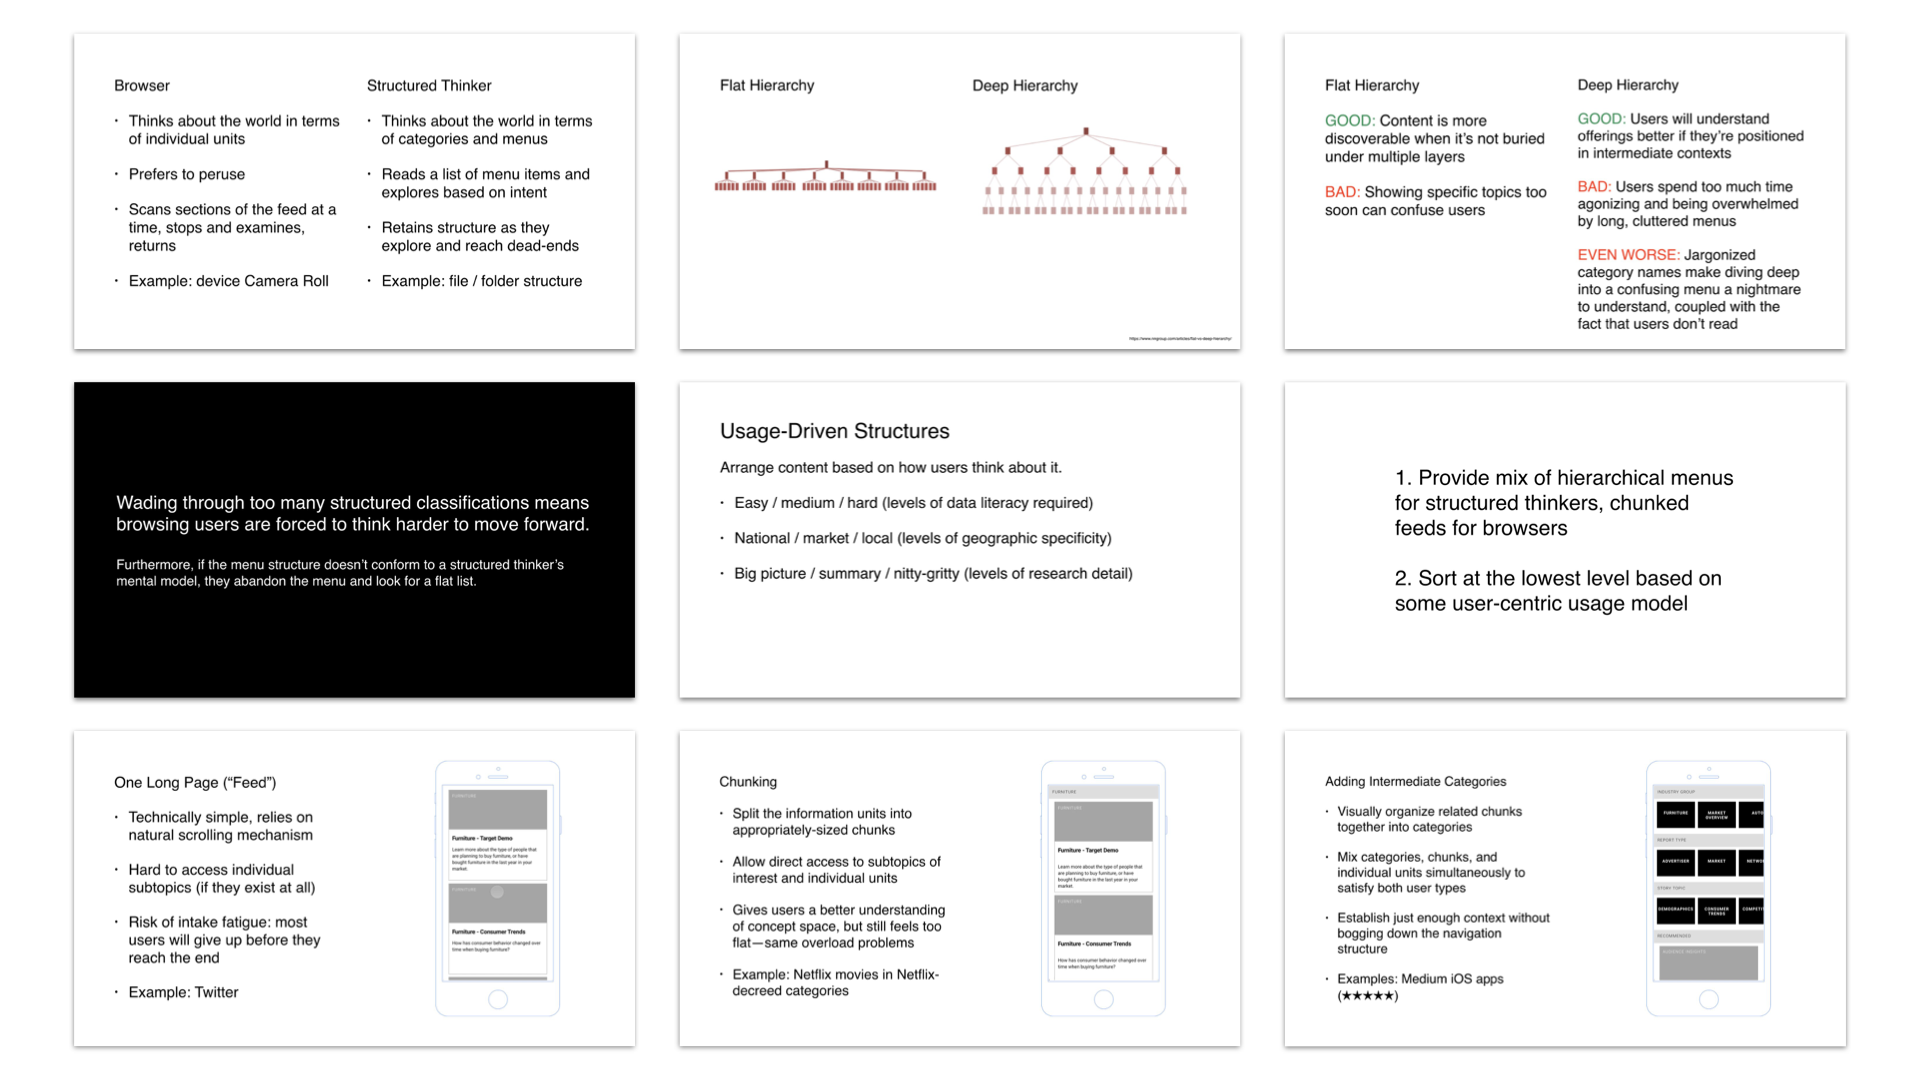 Browser
• Thinks about the world in terms
of individual units
• Prefers to peruse
• Scans sections of the feed at a
time, stops and examines,
returns
• Example: device Camera Roll
Structured Thinker
• Thinks about the world in terms
of categories and menus
• Reads a list of menu items and
explores based on intent
• Retains structure as they
explore and reach dead-ends
• Example: file / folder structure
Flat Hierarchy
Deep Hierarchy
https://www.nngroup.com/articles/flat-vs-deep-hierarchy/
Flat Hierarchy
GOOD: Content is more
discoverable when it’s not buried
under multiple layers
BAD: Showing specific topics too
soon can confuse users
Deep Hierarchy
GOOD: Users will understand
offerings better if they’re positioned
in intermediate contexts
BAD: Users spend too much time
agonizing and being overwhelmed
by long, cluttered menus
EVEN WORSE: Jargonized
category names make diving deep
into a confusing menu a nightmare
to understand, coupled with the
fact that users don’t read
Wading through too many structured classifications means
browsing users are forced to think harder to move forward.
Furthermore, if the menu structure doesn’t conform to a structured thinker’s
mental model, they abandon the menu and look for a flat list.
Usage-Driven Structures
Arrange content based on how users think about it.
• Easy / medium / hard (levels of data literacy required)
• National / market / local (levels of geographic specificity)
• Big picture / summary / nitty-gritty (levels of research detail)
1. Provide mix of hierarchical menus
for structured thinkers, chunked
feeds for browsers
2. Sort at the lowest level based on
some user-centric usage model
One Long Page (“Feed”)
• Technically simple, relies on
natural scrolling mechanism
• Hard to access individual
subtopics (if they exist at all)
• Risk of intake fatigue: most
users will give up before they
reach the end
• Example: Twitter
FURNITURE
Furniture - Target Demo
Learn more about the type of people that
are planning to buy furniture, or have
bought furniture in the last year in your
market.
FURNITURE
Furniture - Consumer Trends
How has consumer behavior changed over
time when buying furniture?
Chunking
• Split the information units into
appropriately-sized chunks
• Allow direct access to subtopics of
interest and individual units
• Gives users a better understanding
of concept space, but still feels too
flat—same overload problems
• Example: Netflix movies in Netflix-
decreed categories
FURNITURE
FURNITURE
Furniture - Target Demo
Learn more about the type of people that
are planning to buy furniture, or have
bought furniture in the last year in your
market.
FURNITURE
Furniture - Consumer Trends
How has consumer behavior changed over
time when buying furniture?
Adding Intermediate Categories
• Visually organize related chunks
together into categories
• Mix categories, chunks, and
individual units simultaneously to
satisfy both user types
• Establish just enough context without
bogging down the navigation
structure
• Examples: Medium iOS apps
(★★★★★)
INDUSTRY GROUP
FURNITURE
MARKET
OVERVIEW
AUTO
REPORT TYPE
ADVERTISER
MARKET
NETWO
STORY TOPIC
DEMOGRAPHICS
CONSUMER
TRENDS
COMPETI
RECOMMENDED
AUDIENCE INSIGHTS